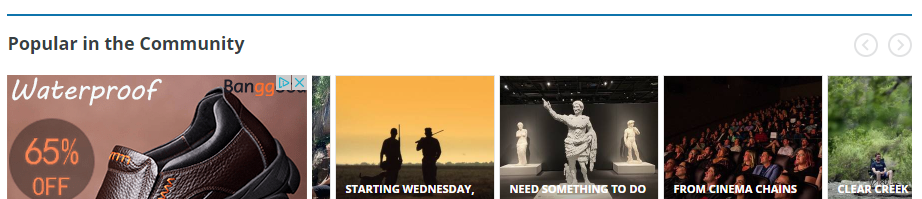 Popular in the Community
Waterproof
Banggood
65%
OFF
STARTING WEDNESDAY,
NEED SOMETHING TO DO
FROM CINEMA CHAINS
CLEAR CREEK